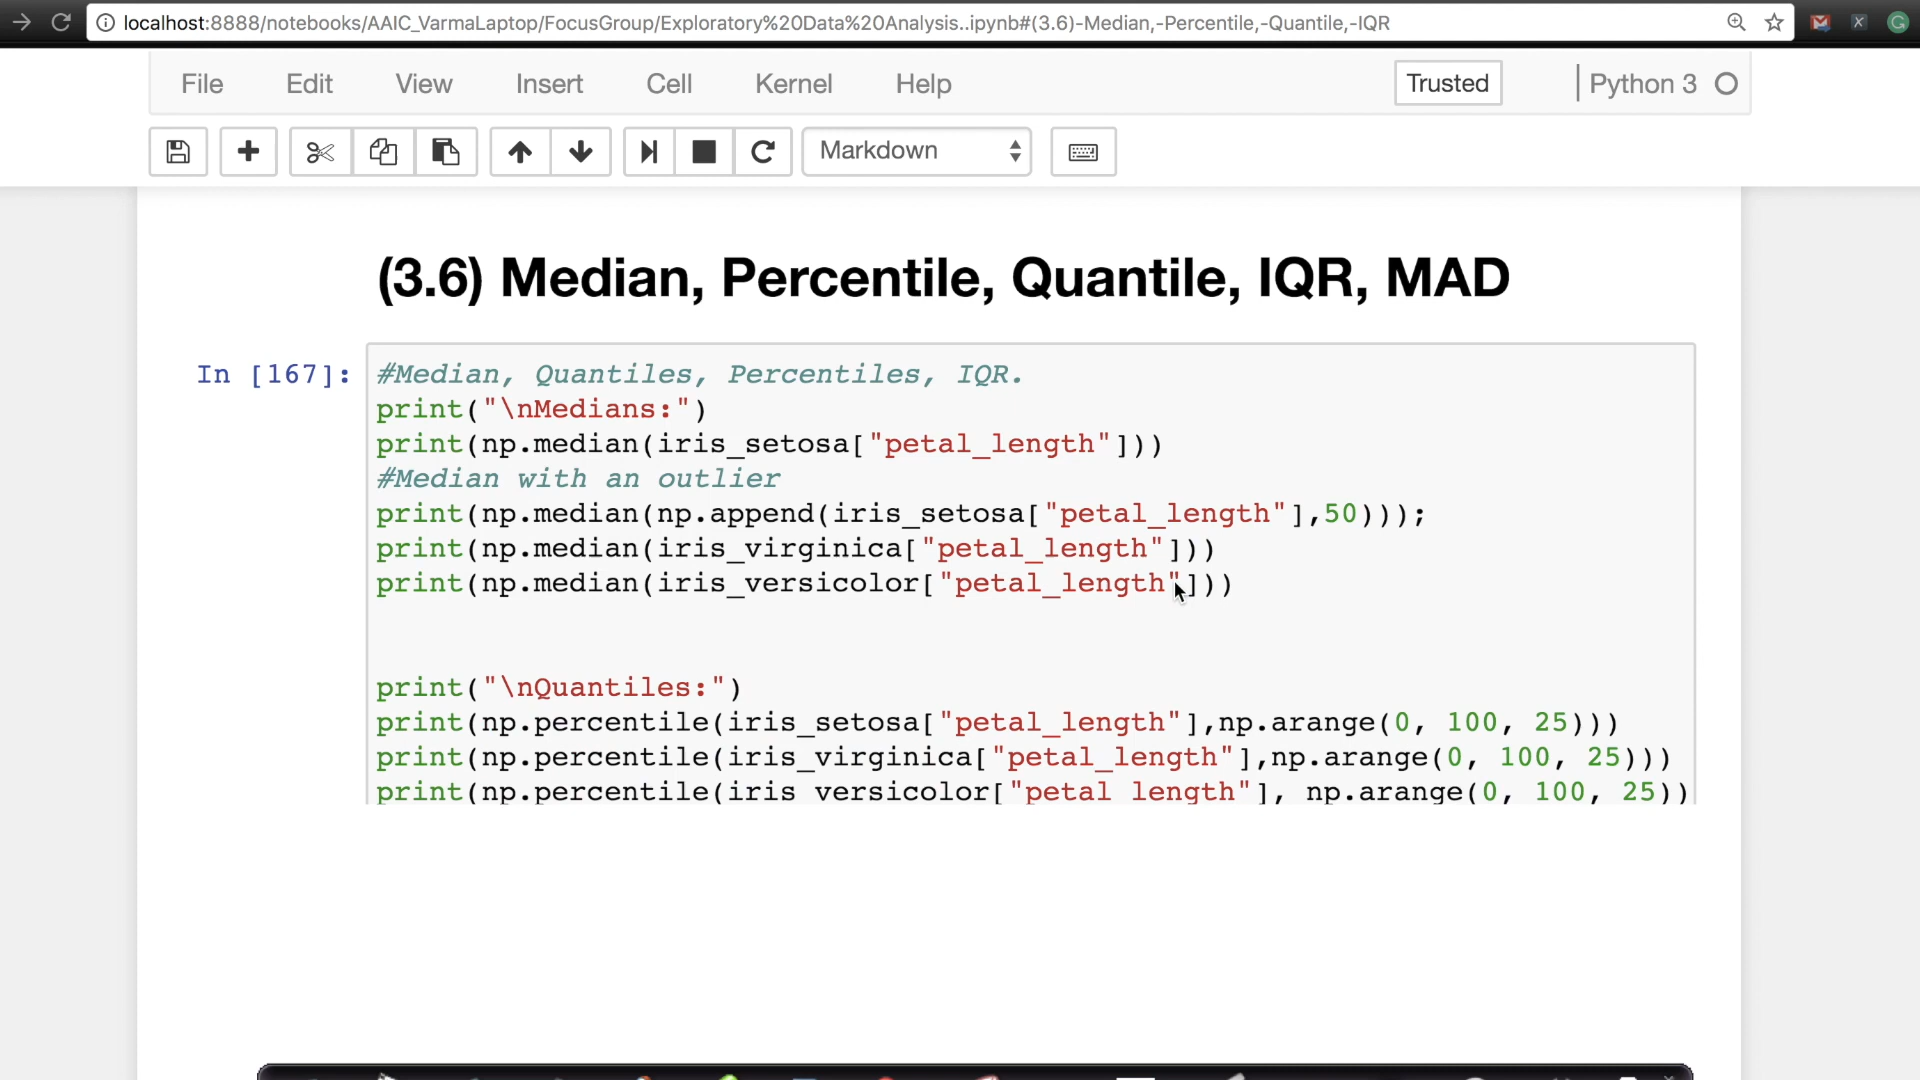 localhost:8888/notebooks/AAIC_VarmaLaptop/FocusGroup/Exploratory%20Data%20Analysis..ipynb#(3.6)-Median,-Percentile,-Quantile,-IQR
File Edit View Insert Cell Kernel Help Trusted Python 3
Markdown
(3.6) Median, Percentile, Quantile, IQR, MAD
In [167]: #Median, Quantiles, Percentiles, IQR.
print("\nMedians:")
print(np.median(iris_setosa["petal_length"]))
#Median with an outlier
print(np.median(np.append(iris_setosa["petal_length"],50)));
print(np.median(iris_virginica["petal_length"]))
print(np.median(iris_versicolor["petal_length"]))
print("\nQuantiles:")
print(np.percentile(iris_setosa["petal_length"],np.arange(0, 100, 25)))
print(np.percentile(iris_virginica["petal_length"],np.arange(0, 100, 25)))
print(np.percentile(iris_versicolor["petal_length"], np.arange(0, 100, 25))